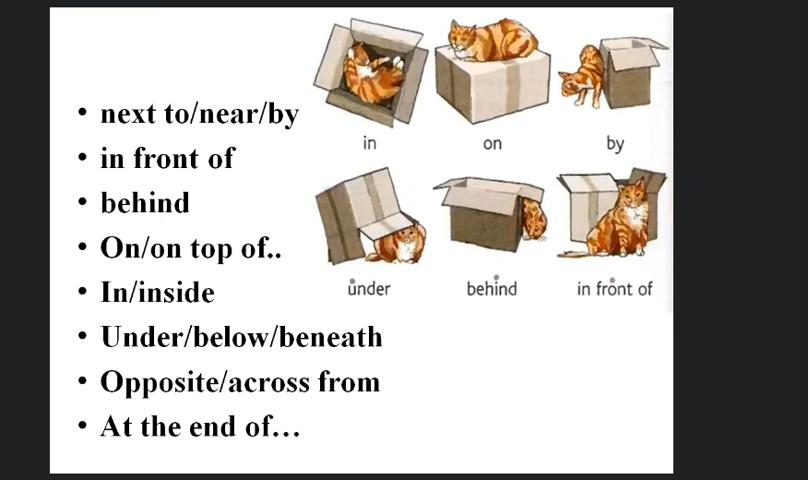 • next to/near/by
• in front of
• behind
• On/on top of..
• In/inside
• Under/below/beneath
• Opposite/across from
• At the end of…
in on by
under behind in front of